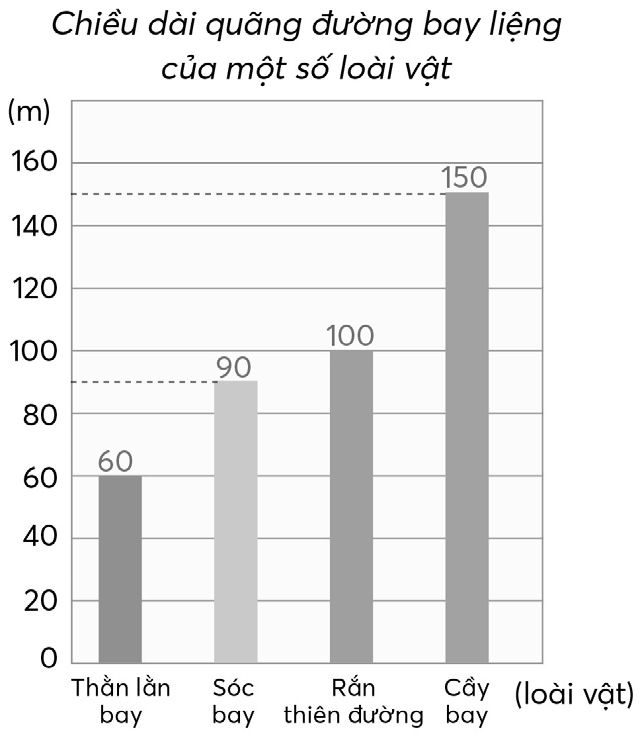 Chiều dài quãng đường bay liệng
của một số loài vật
(m)
160
150
140
120
100
100
90
80
60
60
40
20
0
Thằn lằn bay
Sóc bay
Rắn thiên đường
Cầy bay
(loài vật)